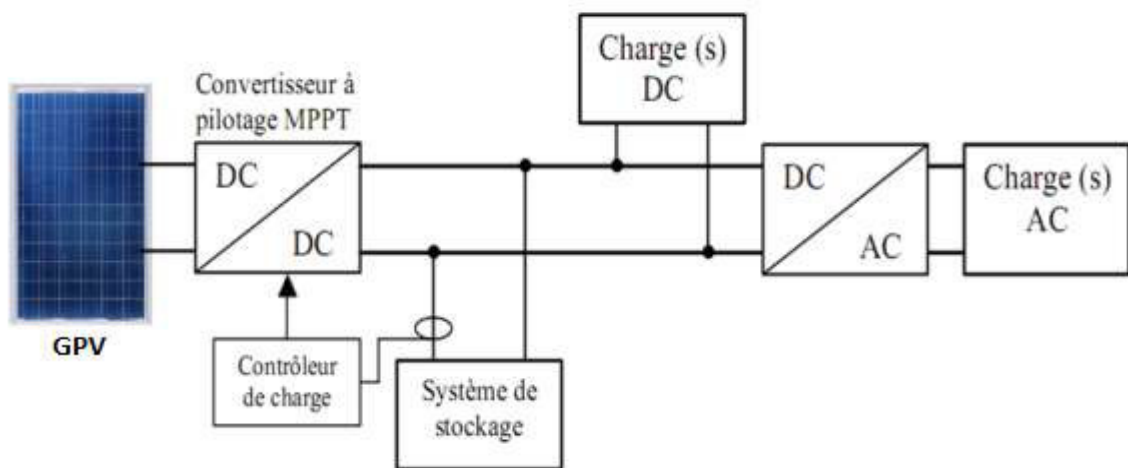 Charge (s)
DC
Convertisseur à
pilotage MPPT
DC
DC
DC
AC
Charge (s)
AC
GPV
Contrôleur
de charge
Système de
stockage